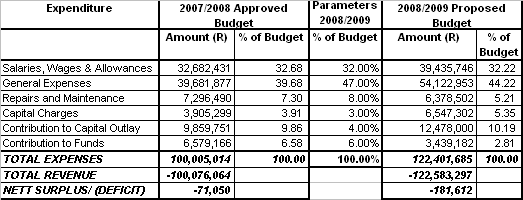 Expenditure 2007/2008 Approved Budget Parameters 2008/2009 2008/2009 Proposed Budget
Amount (R) % of Budget % of Budget Amount (R) % of Budget
Salaries, Wages & Allowances 32,682,431 32.68 32.00% 39,435,746 32.22
General Expenses 39,681,877 39.68 47.00% 54,122,953 44.22
Repairs and Maintenance 7,296,490 7.30 8.00% 6,378,502 5.21
Capital Charges 3,905,299 3.91 3.00% 6,547,302 5.35
Contribution to Capital Outlay 9,859,751 9.86 4.00% 12,478,000 10.19
Contribution to Funds 6,579,166 6.58 6.00% 3,439,182 2.81
TOTAL EXPENSES 100,005,014 100.00 100.00% 122,401,685 100.00
TOTAL REVENUE -100,076,064 -122,583,297
NETT SURPLUS/ (DEFICIT) -71,050 -181,612